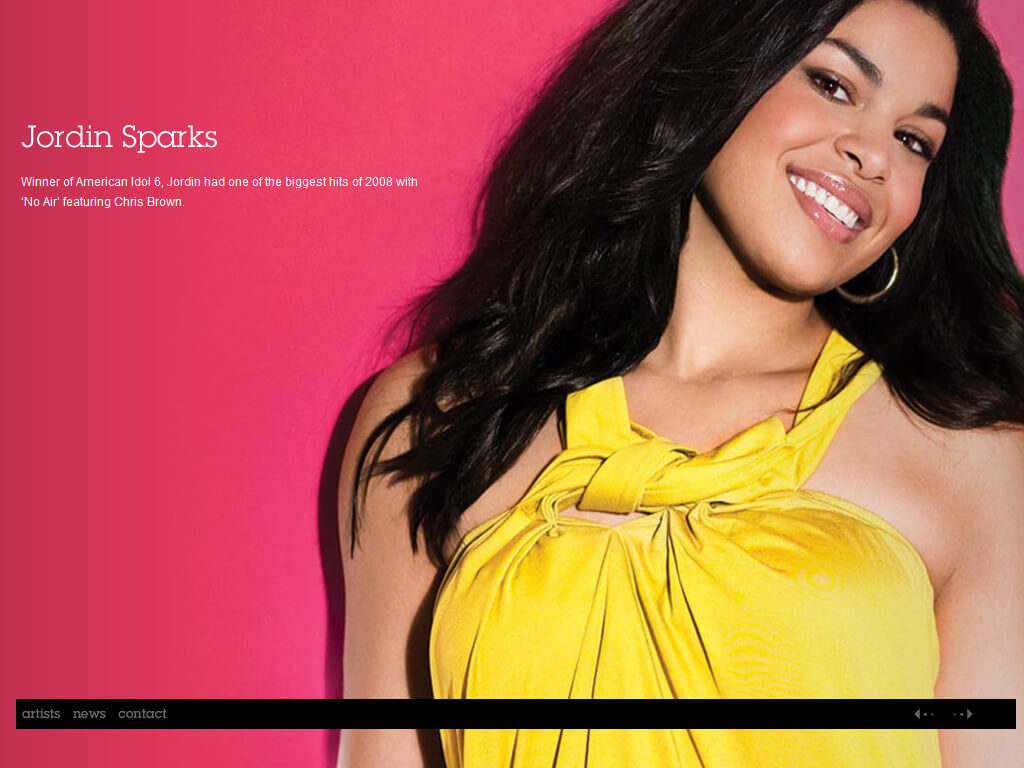 Jordin Sparks
Winner of American Idol 6, Jordin had one of the biggest hits of 2008 with
‘No Air’ featuring Chris Brown.
artists news contact